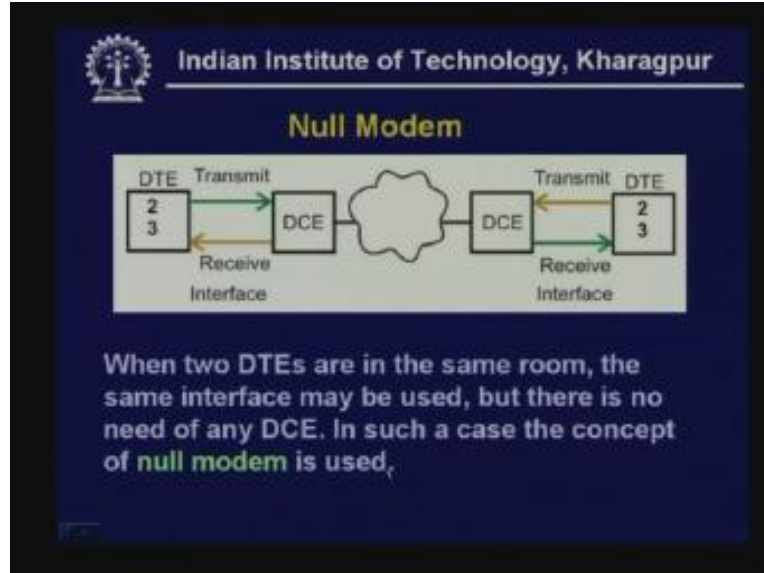 Indian Institute of Technology, Kharagpur
Null Modem
DTE Transmit Transmit DTE
2 2
3 DCE DCE 3
Receive Receive
Interface Interface
When two DTEs are in the same room, the
same interface may be used, but there is no
need of any DCE. In such a case the concept
of null modem is used.